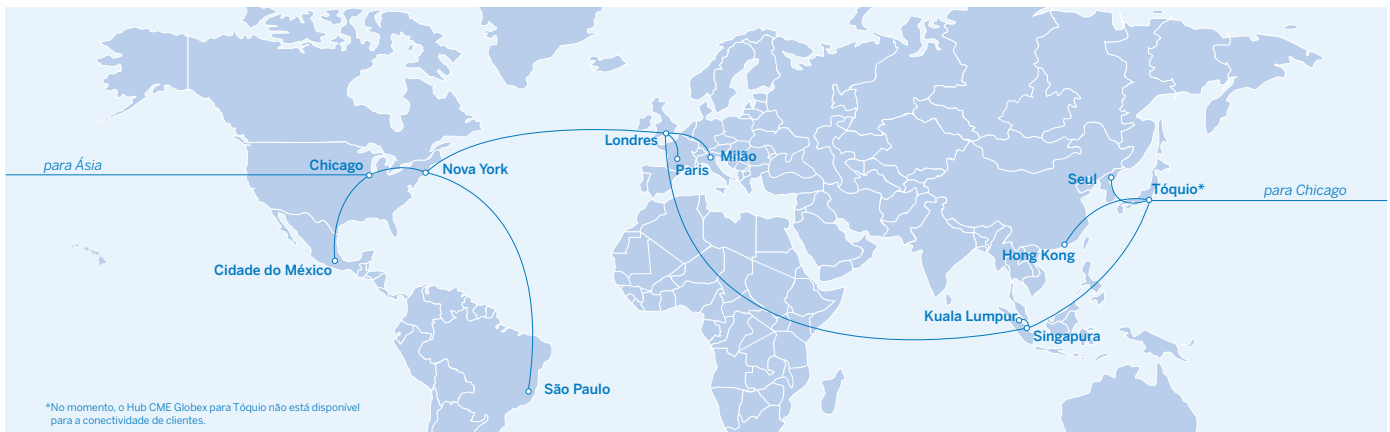 Londres
Milão
Paris
para Ásia
Chicago
Nova York
Seul
Tóquio*
para Chicago
Hong Kong
Cidade do México
Kuala Lumpur
Singapura
São Paulo
*No momento, o Hub CME Globex para Tóquio não está disponível
para a conectividade de clientes.